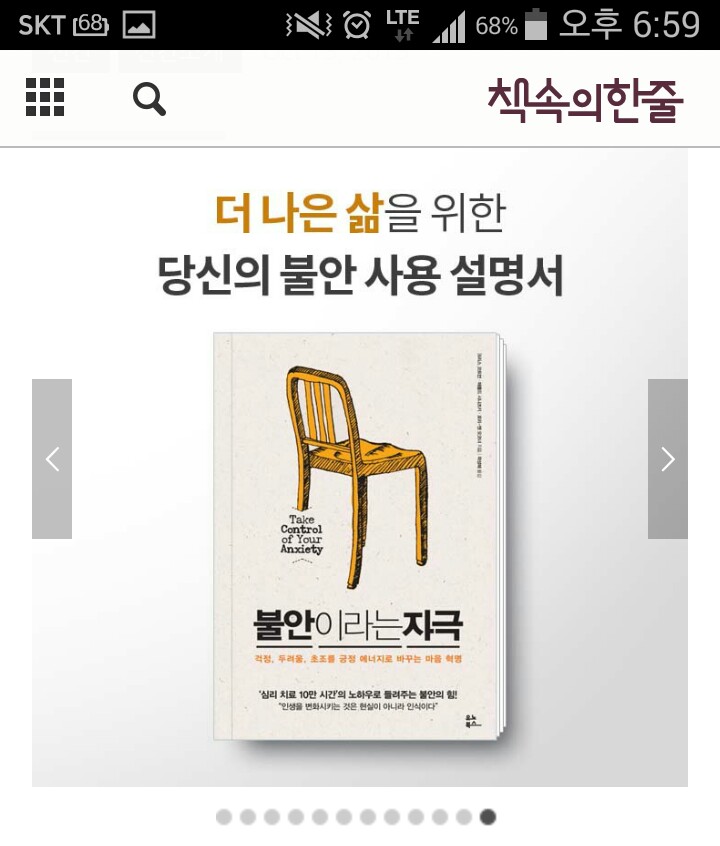 SKT 68 LTE 68% 오후 6:59
책속의한줄
더 나은 삶을 위한
당신의 불안 사용 설명서
Take
Control
of Your
Anxiety
불안이라는자극
걱정, 두려움, 초조를 긍정 에너지로 바꾸는 마음 혁명
'심리 치료 10만 시간'의 노하우로 들려주는 불안의 힘!
"인생을 변화시키는 것은 현실이 아니라 인식이다"
유노
북스